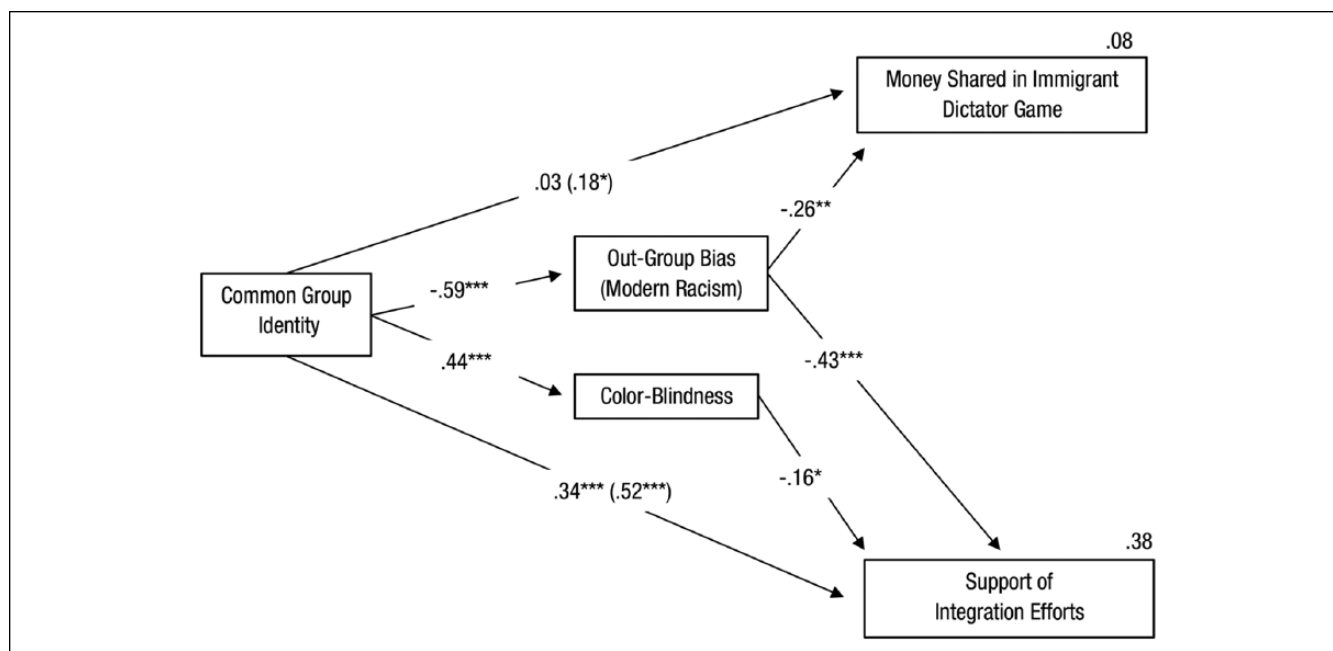 .08
Money Shared in Immigrant
Dictator Game
.03 (.18*)
-.26**
Out-Group Bias
(Modern Racism)
-.59***
Common Group
Identity
.44***
-.43***
Color-Blindness
-.16*
.34*** (.52***)
.38
Support of
Integration Efforts